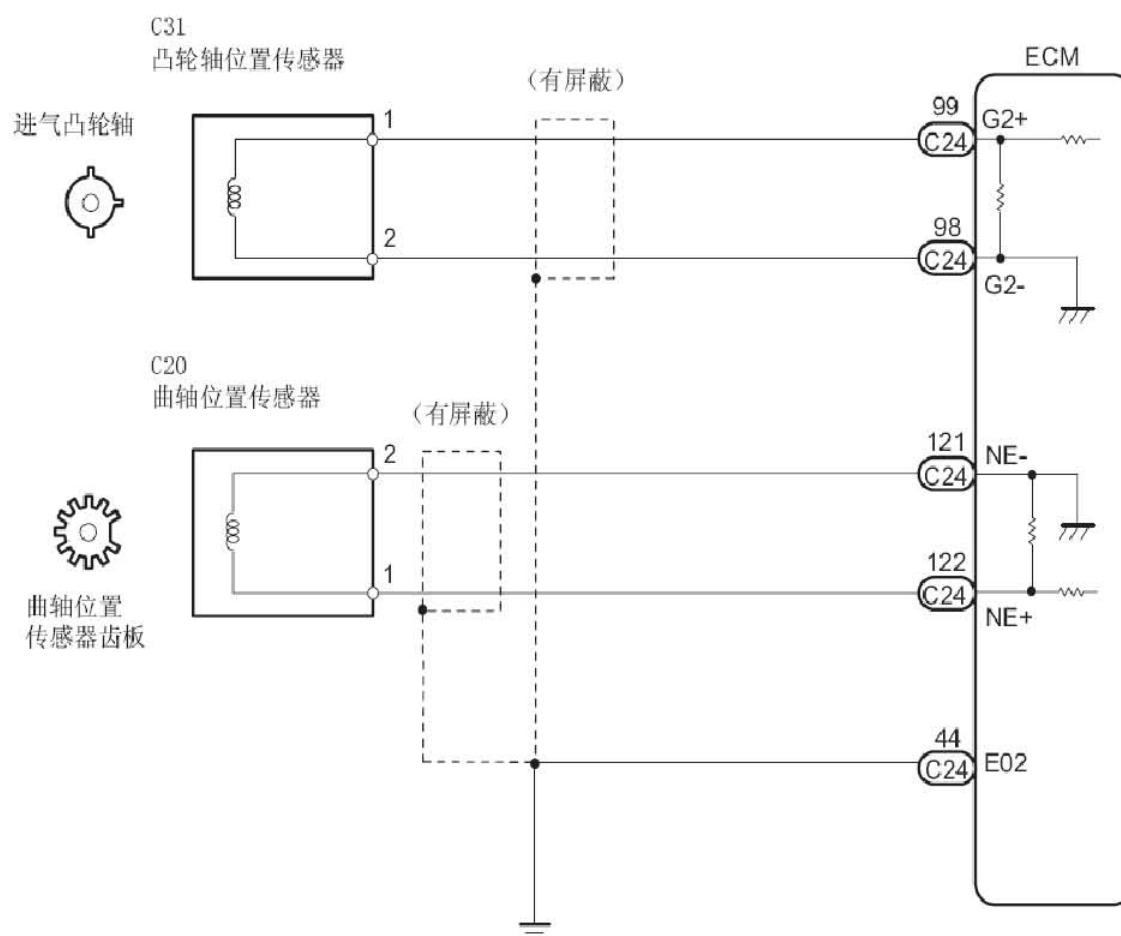 C31
凸轮轴位置传感器
(有屏蔽)
ECM
进气凸轮轴
1
99
C24
G2+
2
98
C24
G2-
C20
曲轴位置传感器
(有屏蔽)
2
121
C24
NE-
1
122
C24
NE+
曲轴位置
传感器齿板
44
C24
E02